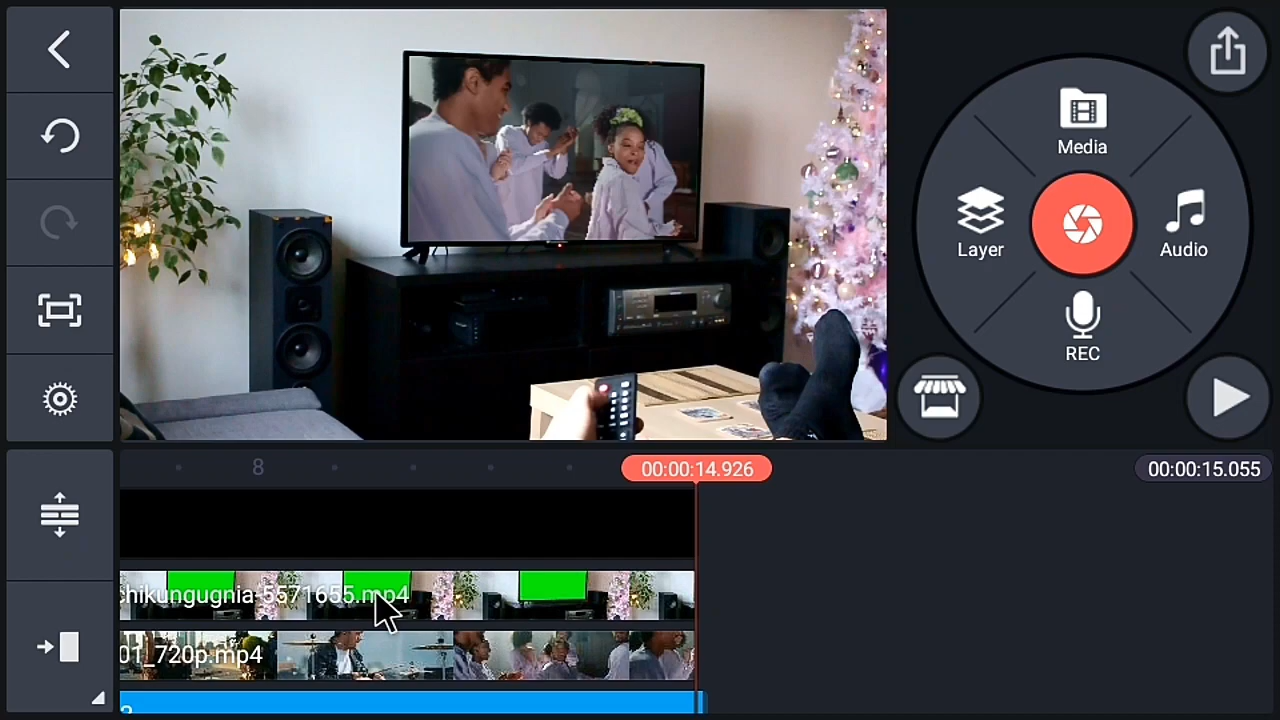 Media
Layer
Audio
REC
8
00:00:14.926
00:00:15.055
chikungugnia 5571655.mp4
01_720p.mp4